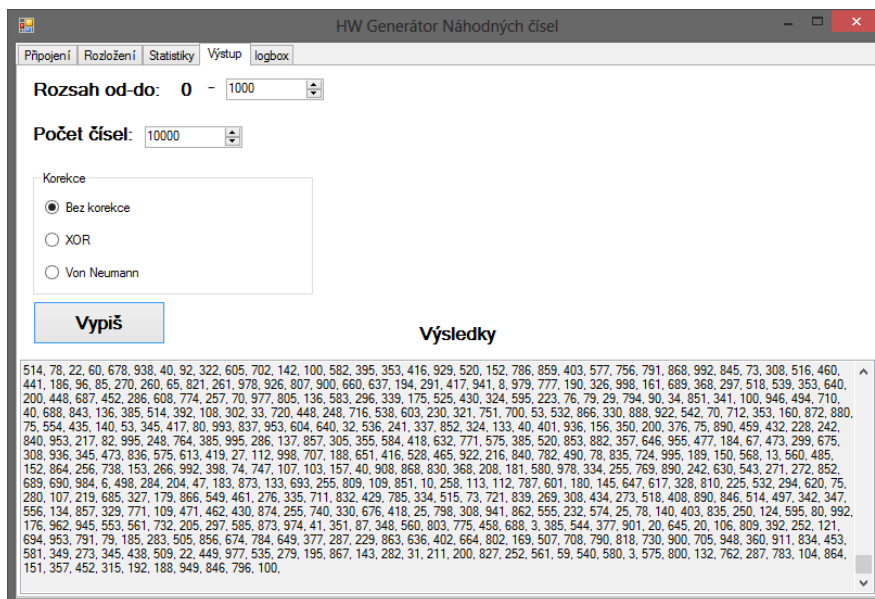 HW Generátor Náhodných čísel
Připojení Rozložení Statistiky Výstup logbox
Rozsah od-do: 0 - 1000
Počet čísel: 10000
Korekce
Bez korekce
XOR
Von Neumann
Vypiš
Výsledky
514, 78, 22, 60, 678, 938, 40, 92, 322, 605, 702, 142, 100, 582, 395, 353, 416, 929, 520, 152, 786, 859, 403, 577, 756, 791, 868, 992, 845, 73, 308, 516, 460,
441, 186, 96, 85, 270, 260, 65, 821, 261, 978, 926, 807, 900, 660, 637, 194, 291, 417, 941, 8, 979, 777, 190, 326, 998, 161, 689, 368, 297, 518, 539, 353, 640,
200, 448, 687, 452, 286, 608, 774, 257, 70, 977, 805, 136, 583, 296, 339, 175, 525, 430, 324, 595, 223, 76, 79, 29, 794, 90, 34, 851, 341, 100, 946, 494, 710,
40, 688, 843, 136, 385, 514, 392, 108, 302, 33, 720, 448, 248, 716, 538, 603, 230, 321, 751, 700, 53, 532, 866, 330, 888, 922, 542, 70, 712, 353, 160, 872, 880,
75, 554, 435, 140, 53, 345, 417, 80, 993, 837, 953, 604, 640, 32, 536, 241, 337, 852, 324, 133, 40, 401, 936, 156, 350, 200, 376, 75, 890, 459, 432, 228, 242,
840, 953, 217, 82, 995, 248, 764, 385, 995, 286, 137, 857, 305, 355, 584, 418, 632, 771, 575, 385, 520, 853, 882, 357, 646, 955, 477, 184, 67, 473, 299, 675,
308, 936, 345, 473, 836, 575, 613, 419, 27, 112, 998, 707, 188, 651, 416, 528, 465, 922, 216, 840, 782, 490, 78, 835, 724, 995, 189, 150, 568, 13, 560, 485,
152, 864, 256, 738, 153, 266, 992, 398, 74, 747, 107, 103, 157, 40, 908, 868, 830, 368, 208, 181, 580, 978, 334, 255, 769, 890, 242, 630, 543, 271, 272, 852,
689, 690, 984, 6, 498, 284, 204, 47, 183, 873, 133, 693, 255, 809, 109, 851, 10, 258, 113, 112, 787, 601, 180, 145, 647, 617, 328, 810, 225, 532, 294, 620, 75,
280, 107, 219, 685, 327, 179, 866, 549, 461, 276, 335, 711, 832, 429, 785, 334, 515, 73, 721, 839, 269, 308, 434, 273, 518, 408, 890, 846, 514, 497, 342, 347,
556, 134, 857, 329, 771, 109, 471, 462, 430, 874, 255, 740, 330, 676, 418, 25, 798, 308, 941, 862, 555, 232, 574, 25, 78, 140, 403, 835, 250, 124, 595, 80, 992,
176, 962, 945, 553, 561, 732, 205, 297, 585, 873, 974, 41, 351, 87, 348, 560, 803, 775, 458, 688, 3, 385, 544, 377, 901, 20, 645, 20, 106, 809, 392, 252, 121,
694, 953, 791, 79, 185, 283, 505, 856, 674, 784, 649, 377, 287, 229, 863, 636, 402, 664, 802, 169, 507, 708, 790, 818, 730, 900, 705, 948, 360, 911, 834, 453,
581, 349, 273, 345, 438, 509, 22, 449, 977, 535, 279, 195, 867, 143, 282, 31, 211, 200, 827, 252, 561, 59, 540, 580, 3, 575, 800, 132, 762, 287, 783, 104, 864,
151, 357, 452, 315, 192, 188, 949, 846, 796, 100,